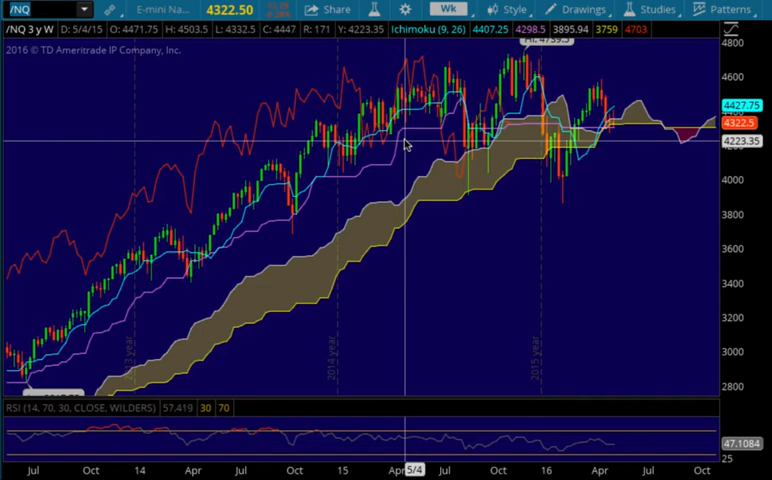 /NQ E-mini Na... 4322.50 Share Wk Style Drawings Studies Patterns
/NQ 3 y W D: 5/4/15 O: 4471.75 H: 4503.5 L: 4332.5 C: 4447 R: 171 Y: 4223.35 Ichimoku (9, 26) 4407.25 4298.5 3895.94 3759 4703
2016 © TD Ameritrade IP Company, Inc.
4800
4600
4427.75
4322.5
4223.35
4000
3800
3600
3400
3200
3000
2800
2013 year
2014 year
2015 year
RSI (14, 70, 30, CLOSE, WILDERS) 57.419 30 70
47.1084
25
Jul Oct 14 Apr Jul Oct 15 Apr 5/4 Jul Oct 16 Apr Jul Oct